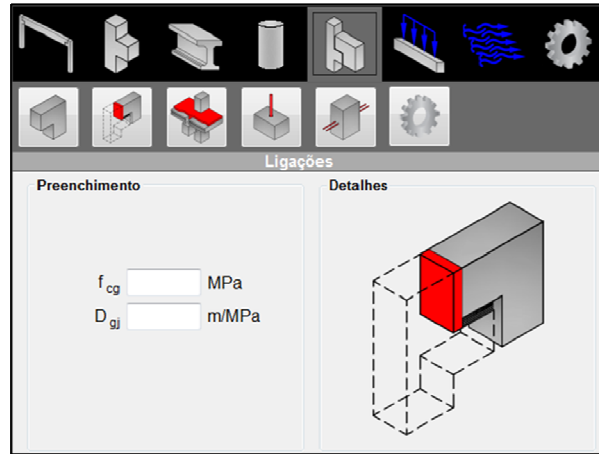 Ligações
Preenchimento
Detalhes
f cg MPa
D gj m/MPa